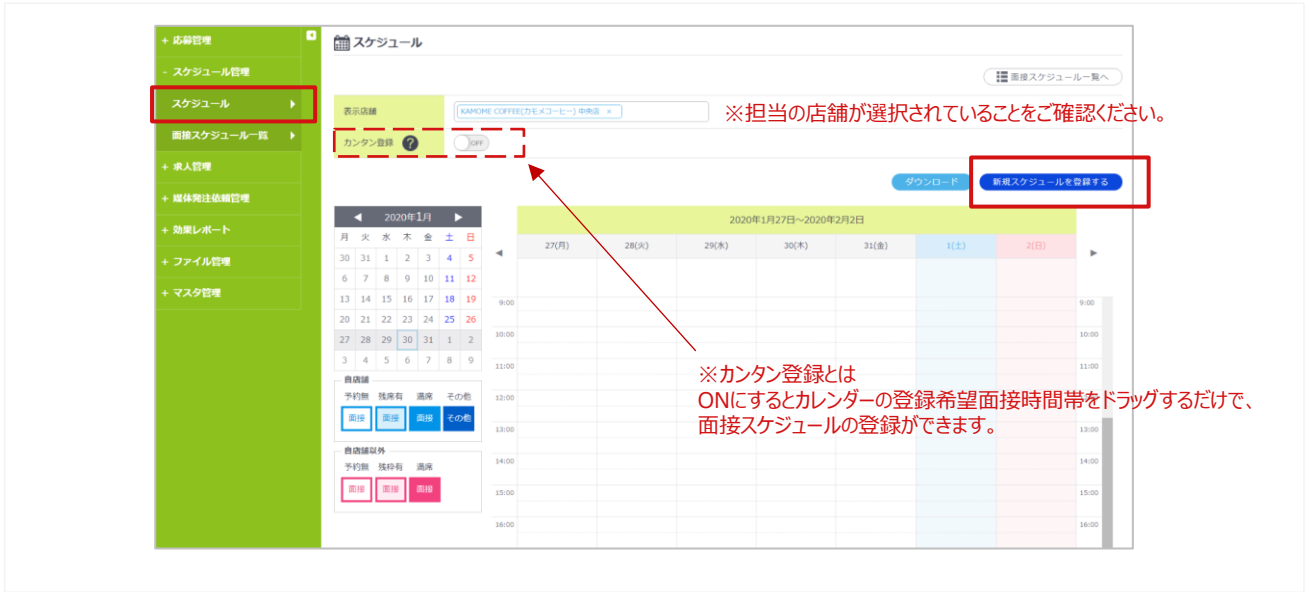 + 応募管理
- スケジュール管理
スケジュール
面接スケジュール一覧
+ 求人管理
+ 媒体発注依頼管理
+ 効果レポート
+ ファイル管理
+ マスタ管理
スケジュール
面接スケジュール一覧へ
表示店舗
KAMOME COFFEE(カモメコーヒー) 中央店 ×
※担当の店舗が選択されていることをご確認ください。
カンタン登録 ?
OFF
ダウンロード
新規スケジュールを登録する
◀ 2020年1月 ▶
月 火 水 木 金 土 日
30 31 1 2 3 4 5
6 7 8 9 10 11 12
13 14 15 16 17 18 19
20 21 22 23 24 25 26
27 28 29 30 31 1 2
3 4 5 6 7 8 9
自店舗
予約無 残席有 満席 その他
面接 面接 面接 その他
自店舗以外
予約無 残枠有 満席
面接 面接 面接
2020年1月27日～2020年2月2日
27(月) 28(火) 29(水) 30(木) 31(金) 1(土) 2(日)
9:00 9:00
10:00 10:00
11:00 11:00
12:00
13:00 13:00
14:00 14:00
15:00 15:00
16:00 16:00
※カンタン登録とは
ONにするとカレンダーの登録希望面接時間帯をドラッグするだけで、
面接スケジュールの登録ができます。